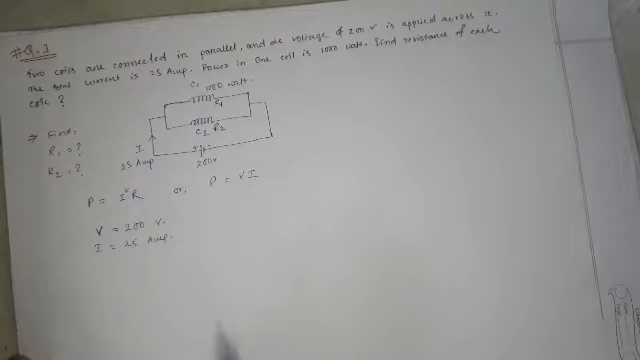 #Q.1
Two coils are connected in parallel, and the voltage of 200 V is applied across it.
The total current is 25 Amp. Power in one coil is 1000 watt. Find resistance of each
coil ?
C1 1000 watt.
R1
C2 R2
I
25 Amp
200V
⇒ Find,
R1 = ?
R2 = ?
P = I²R or, P = VI
V = 200 V.
I = 25 Amp.